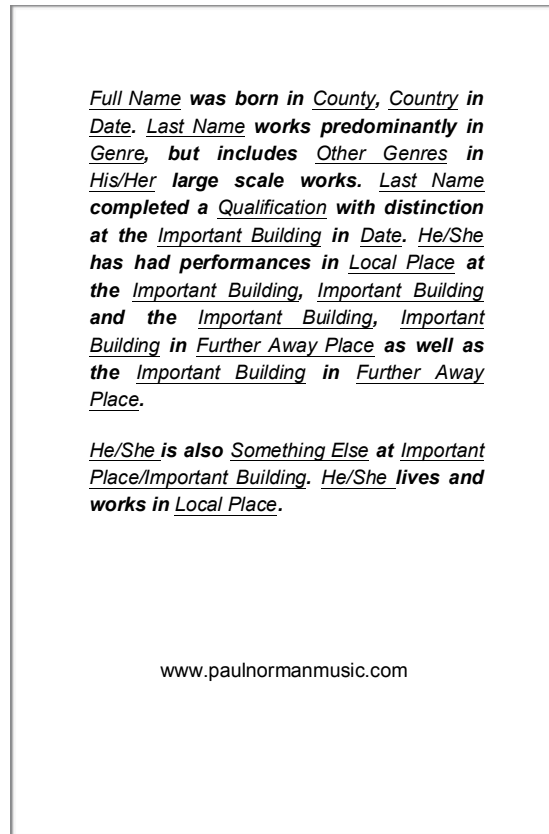 Full Name was born in County, Country in
Date. Last Name works predominantly in
Genre, but includes Other Genres in
His/Her large scale works. Last Name
completed a Qualification with distinction
at the Important Building in Date. He/She
has had performances in Local Place at
the Important Building, Important Building
and the Important Building, Important
Building in Further Away Place as well as
the Important Building in Further Away
Place.
He/She is also Something Else at Important
Place/Important Building. He/She lives and
works in Local Place.
www.paulnormanmusic.com